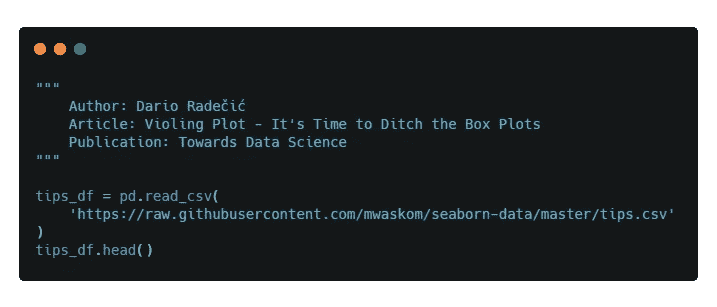 """
    Author: Dario Radečić
    Article: Violing Plot - It's Time to Ditch the Box Plots
    Publication: Towards Data Science
"""
tips_df = pd.read_csv(
    'https://raw.githubusercontent.com/mwaskom/seaborn-data/master/tips.csv'
)
tips_df.head()